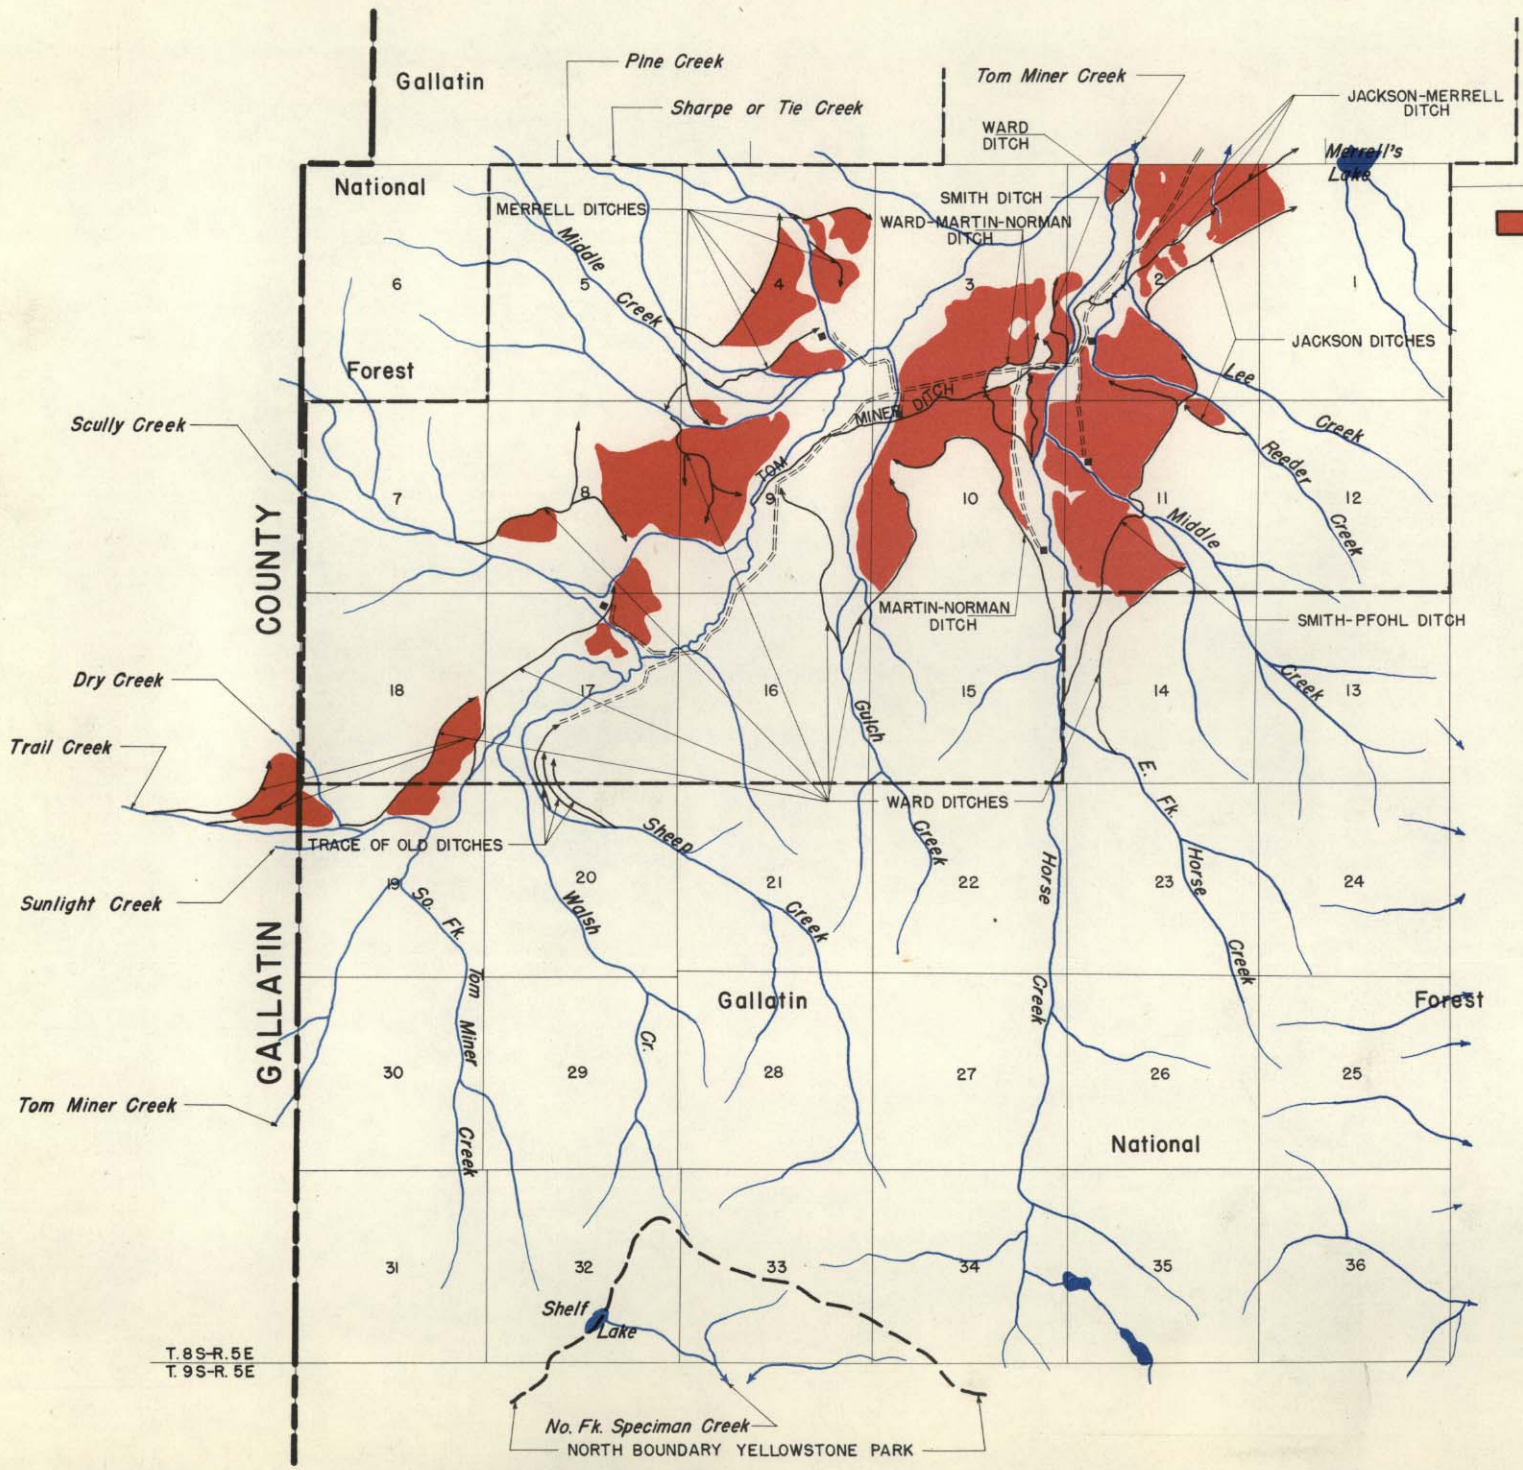 Gallatin
Pine Creek
Tom Miner Creek
Sharpe or Tie Creek
JACKSON-MERRELL
DITCH
WARD
DITCH
Merrell's
Lake
National
SMITH DITCH
MERRELL DITCHES
WARD-MARTIN-NORMAN
DITCH
Middle
Creek
6
5
4
3
2
1
JACKSON DITCHES
Forest
Lee
Creek
MINER DITCH
TOM
Scully Creek
Reeder
Creek
7
8
9
10
11
12
Middle
COUNTY
MARTIN-NORMAN
DITCH
SMITH-PFOHL DITCH
Dry Creek
18
17
16
15
14
13
Creek
Gulch
Trail Creek
E.
Fk.
WARD DITCHES
TRACE OF OLD DITCHES
Sheep
Creek
Horse
Horse
Sunlight Creek
19
20
21
22
23
24
So. Fk.
Walsh
Creek
Creek
GALLATIN
Tom
Gallatin
Creek
Forest
Miner
Cr.
30
29
28
27
26
25
Tom Miner Creek
Creek
National
31
32
33
34
35
36
Shelf
Lake
T. 8S-R. 5E
T. 9S-R. 5E
No. Fk. Speciman Creek
NORTH BOUNDARY YELLOWSTONE PARK